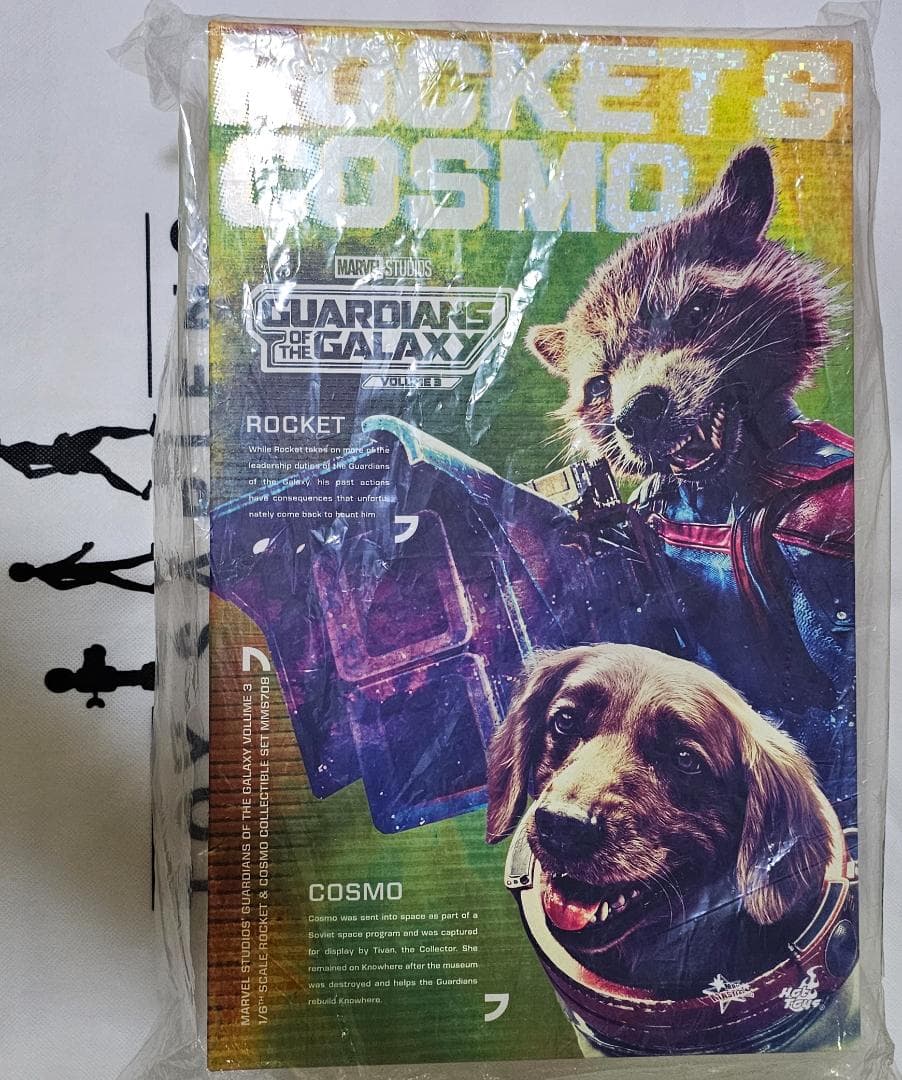 ROCKET &
COSMO
MARVEL STUDIOS
GUARDIANS
OF THE GALAXY
VOLUME 3
ROCKET
While Rocket takes on more of the
leadership duties of the Guardians
of the Galaxy, his past actions
have consequences that unfortu-
nately come back to haunt him.
MARVEL STUDIOS' GUARDIANS OF THE GALAXY VOLUME 3
1/6TH SCALE ROCKET & COSMO COLLECTIBLE SET MMS708
COSMO
Cosmo was sent into space as part of a
Soviet space program and was captured
for display by Tivan, the Collector. She
remained on Knowhere after the museum
was destroyed and helps the Guardians
rebuild Knowhere.
HOT TOYS